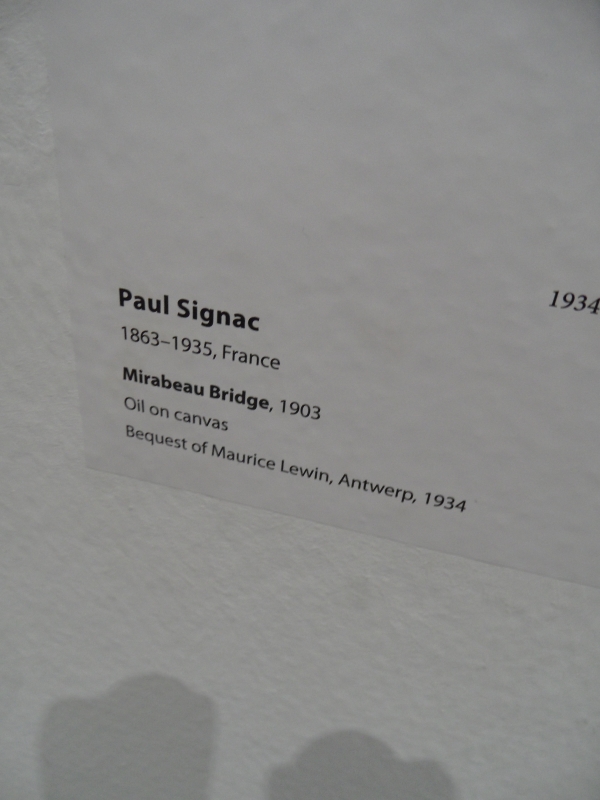 1934
Paul Signac
1863–1935, France
Mirabeau Bridge, 1903
Oil on canvas
Bequest of Maurice Lewin, Antwerp, 1934